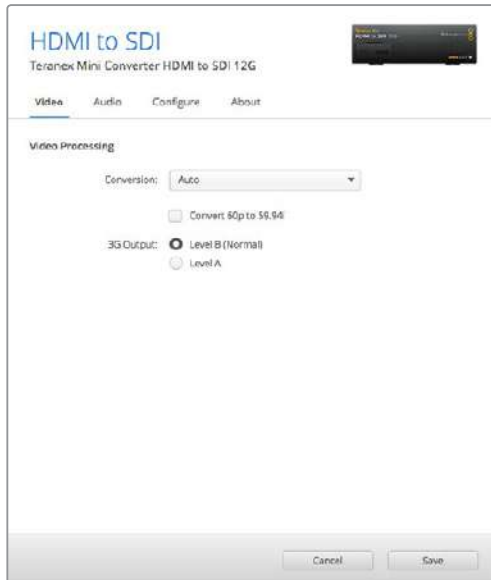 HDMI to SDI
Teranex Mini Converter HDMI to SDI 12G
Video Audio Configure About
Video Processing
Conversion: Auto
Convert 60p to 59.94i
3G Output: Level B (Normal)
Level A
Cancel Save